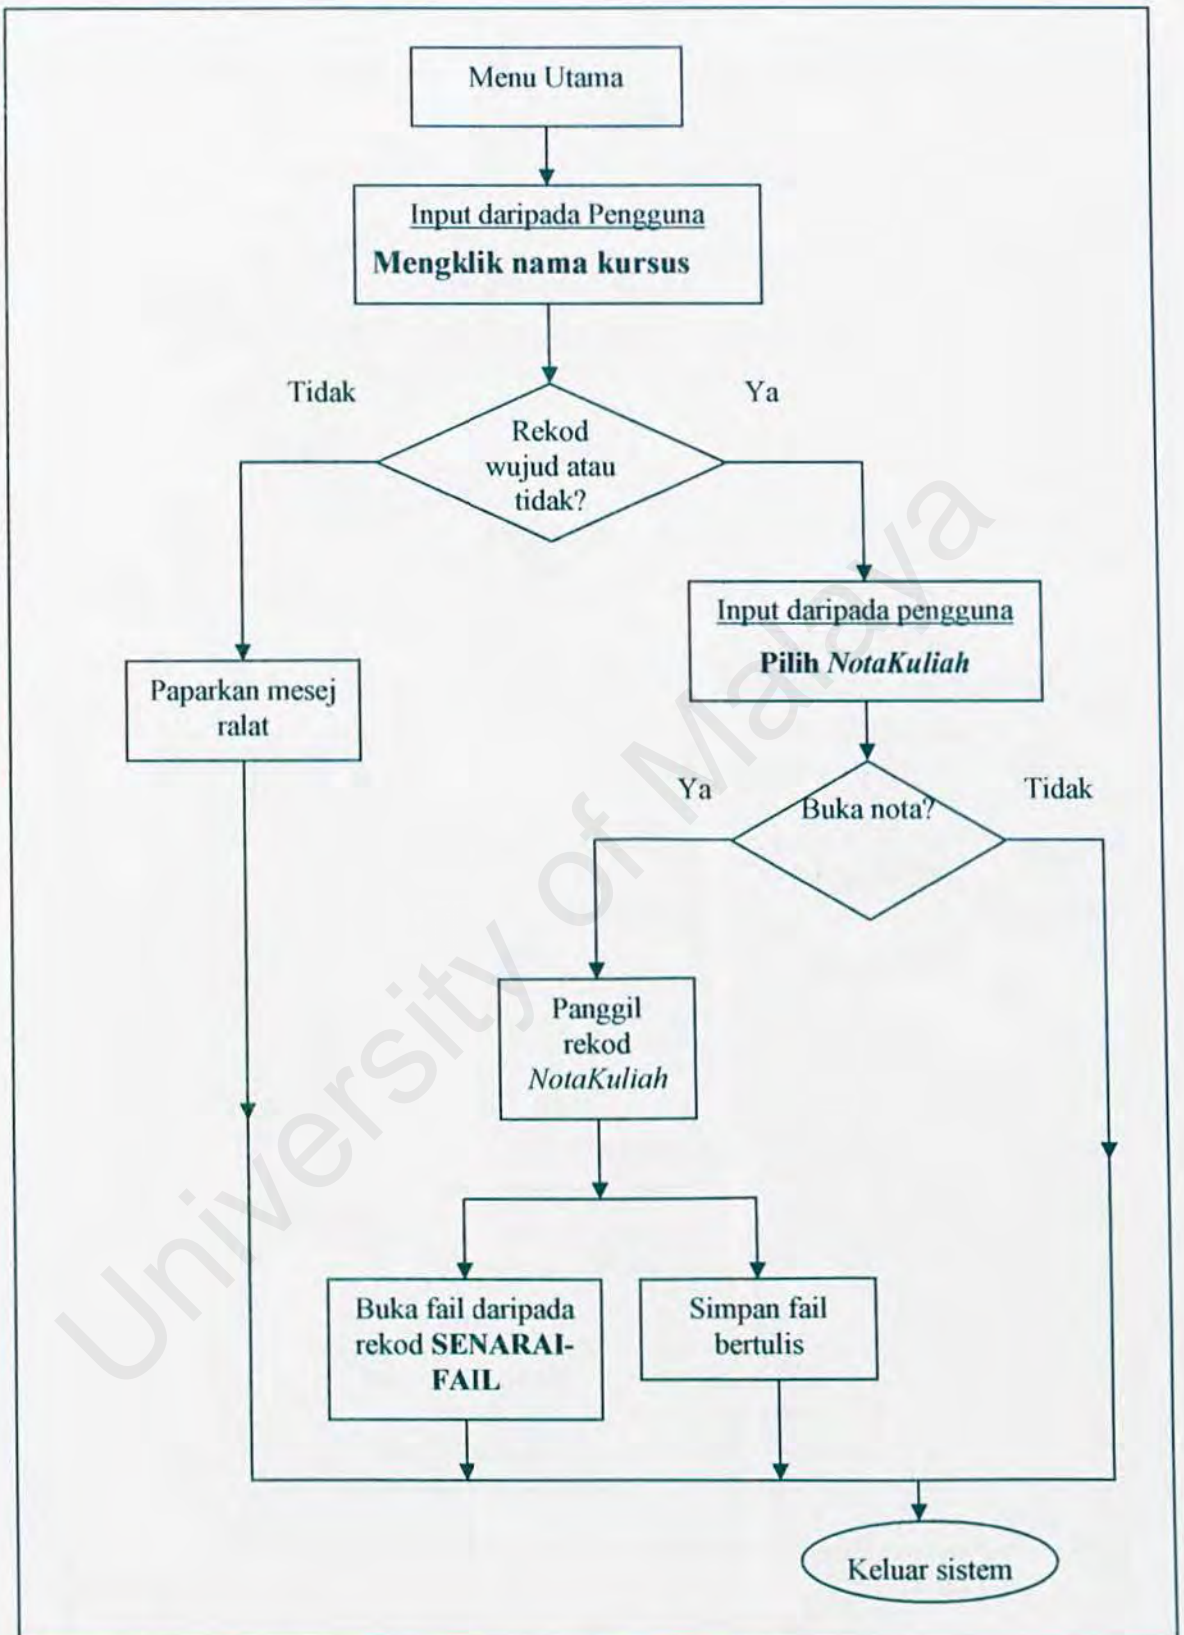 Menu Utama
Input daripada Pengguna
Mengklik nama kursus
Tidak
Ya
Rekod
wujud atau
tidak?
Input daripada pengguna
Pilih NotaKuliah
Paparkan mesej
ralat
Ya
Tidak
Buka nota?
Panggil
rekod
NotaKuliah
Buka fail daripada
rekod SENARAI-
FAIL
Simpan fail
bertulis
Keluar sistem
University of Malaya